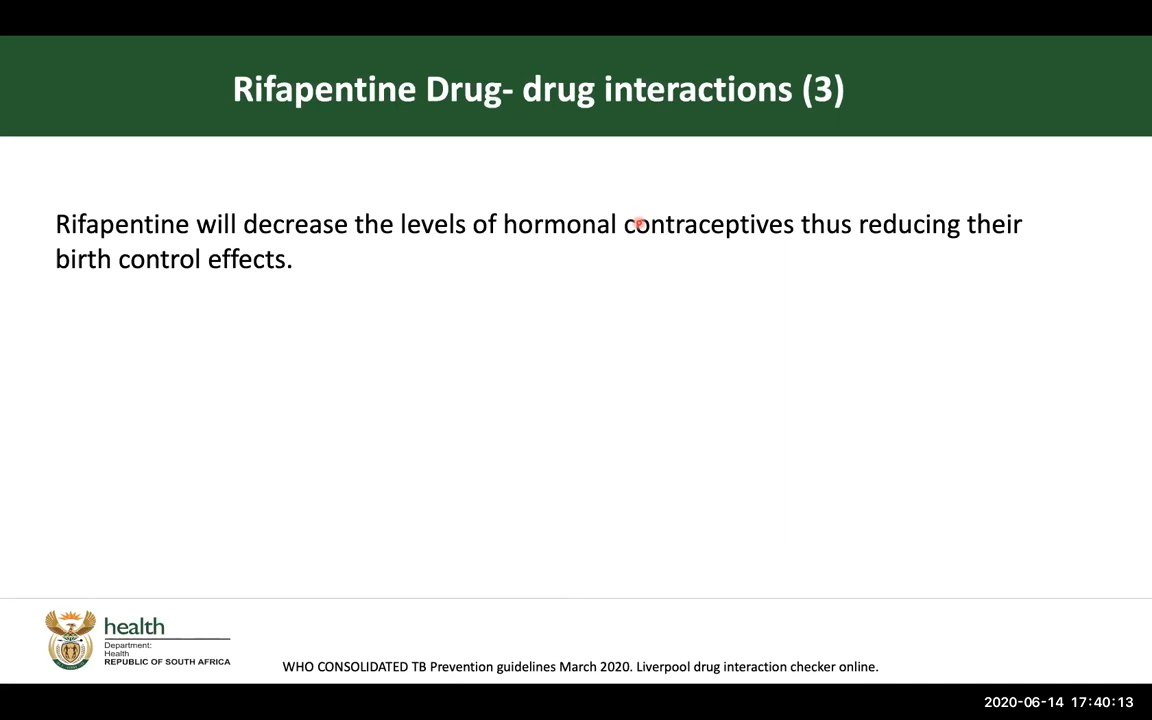 Rifapentine Drug- drug interactions (3)
Rifapentine will decrease the levels of hormonal contraceptives thus reducing their
birth control effects.
health
Department:
Health
REPUBLIC OF SOUTH AFRICA
WHO CONSOLIDATED TB Prevention guidelines March 2020. Liverpool drug interaction checker online.
2020-06-14 17:40:13